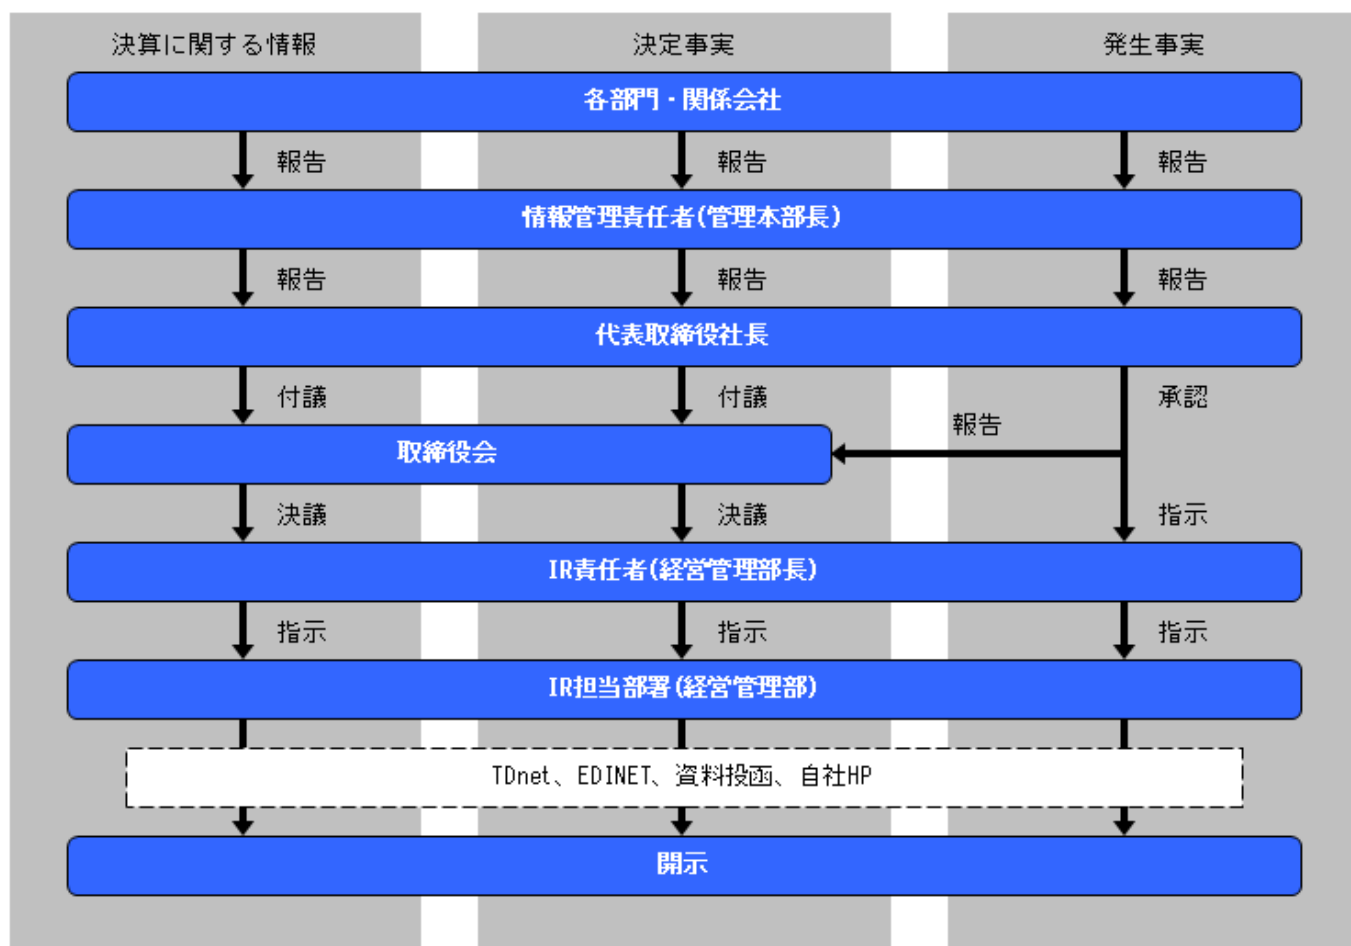 決算に関する情報 決定事実 発生事実
各部門・関係会社
報告 報告 報告
情報管理責任者(管理本部長)
報告 報告 報告
代表取締役社長
付議 付議 承認
報告
取締役会
決議 決議 指示
IR責任者(経営管理部長)
指示 指示 指示
IR担当部署(経営管理部)
TDnet、EDINET、資料投函、自社HP
開示